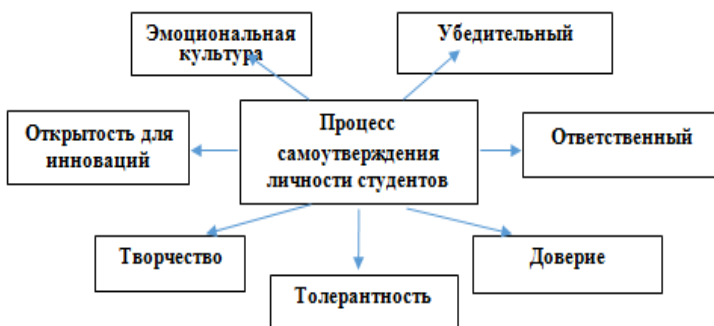 Эмоциональная
культура
Убедительный
Открытость для
инноваций
Процесс
самоутверждения
личности студентов
Ответственный
Творчество
Толерантность
Доверие